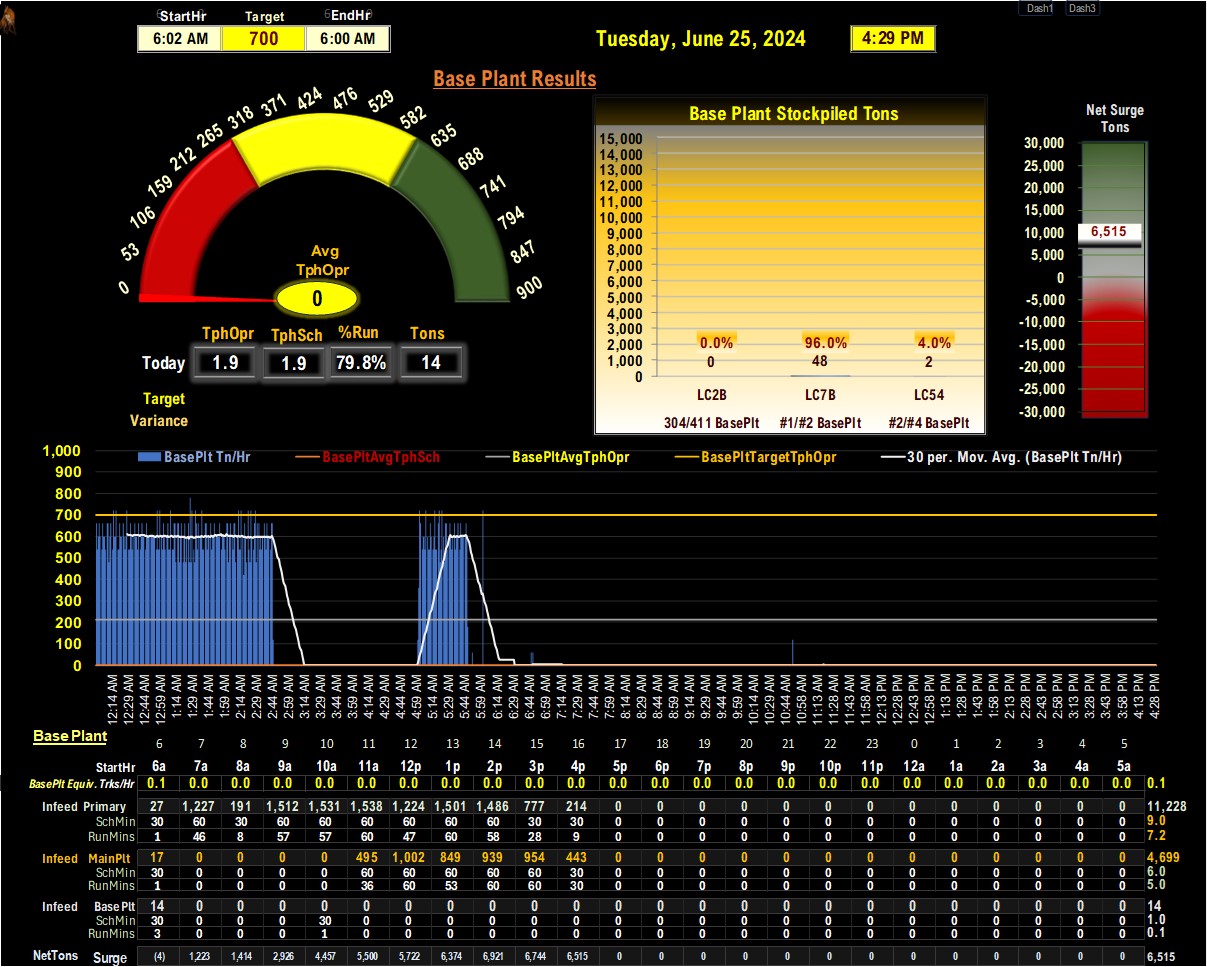 Dash1 Dash3
StartHr Target EndHr
6:02 AM 700 6:00 AM
Tuesday, June 25, 2024 4:29 PM
Base Plant Results
0 53 106 159 212 265 318 371 424 476 529 582 635 688 741 794 847 900
Avg
TphOpr
0
TphOpr TphSch %Run Tons
Today 1.9 1.9 79.8% 14
Target
Variance
Base Plant Stockpiled Tons
15,000
14,000
13,000
12,000
11,000
10,000
9,000
8,000
7,000
6,000
5,000
4,000
3,000
2,000
1,000
0
0.0% 96.0% 4.0%
0 48 2
LC2B LC7B LC54
304/411 BasePlt #1/#2 BasePlt #2/#4 BasePlt
Net Surge
Tons
30,000
25,000
20,000
15,000
10,000
5,000
0
-5,000
-10,000
-15,000
-20,000
-25,000
-30,000
6,515
BasePlt Tn/Hr BasePltAvgTphSch BasePltAvgTphOpr BasePltTargetTphOpr 30 per. Mov. Avg. (BasePlt Tn/Hr)
1,000
900
800
700
600
500
400
300
200
100
0
12:14 AM 12:29 AM 12:44 AM 12:59 AM 1:14 AM 1:29 AM 1:44 AM 1:59 AM 2:14 AM 2:29 AM 2:44 AM 2:59 AM 3:14 AM 3:29 AM 3:44 AM 3:59 AM 4:14 AM 4:29 AM 4:44 AM 4:59 AM 5:14 AM 5:29 AM 5:44 AM 5:59 AM 6:14 AM 6:29 AM 6:44 AM 6:59 AM 7:14 AM 7:29 AM 7:44 AM 7:59 AM 8:14 AM 8:29 AM 8:44 AM 8:59 AM 9:14 AM 9:29 AM 9:44 AM 9:59 AM 10:14 AM 10:29 AM 10:44 AM 10:58 AM 11:13 AM 11:28 AM 11:43 AM 11:58 AM 12:13 PM 12:28 PM 12:43 PM 12:58 PM 1:13 PM 1:28 PM 1:43 PM 1:58 PM 2:13 PM 2:28 PM 2:43 PM 2:58 PM 3:13 PM 3:28 PM 3:43 PM 3:58 PM 4:13 PM 4:28 PM
Base Plant
6 7 8 9 10 11 12 13 14 15 16 17 18 19 20 21 22 23 0 1 2 3 4 5
StartHr 6a 7a 8a 9a 10a 11a 12p 1p 2p 3p 4p 5p 6p 7p 8p 9p 10p 11p 12a 1a 2a 3a 4a 5a
BasePlt Equiv. Trks/Hr 0.1 0.0 0.0 0.0 0.0 0.0 0.0 0.0 0.0 0.0 0.0 0.0 0.0 0.0 0.0 0.0 0.0 0.0 0.0 0.0 0.0 0.0 0.0 0.0 0.1
Infeed Primary 27 1,227 191 1,512 1,531 1,538 1,224 1,501 1,486 777 214 0 0 0 0 0 0 0 0 0 0 0 0 0 11,228
SchMin 30 60 30 60 60 60 60 60 60 30 30 0 0 0 0 0 0 0 0 0 0 0 0 0 9.0
RunMins 1 46 8 57 57 60 47 60 58 28 9 0 0 0 0 0 0 0 0 0 0 0 0 0 7.2
Infeed MainPlt 17 0 0 0 0 495 1,002 849 939 954 443 0 0 0 0 0 0 0 0 0 0 0 0 0 4,699
SchMin 30 0 0 0 0 60 60 60 60 60 30 0 0 0 0 0 0 0 0 0 0 0 0 0 6.0
RunMins 1 0 0 0 0 36 60 53 60 60 30 0 0 0 0 0 0 0 0 0 0 0 0 0 5.0
Infeed Base Plt 14 0 0 0 0 0 0 0 0 0 0 0 0 0 0 0 0 0 0 0 0 0 0 0 14
SchMin 30 0 0 0 30 0 0 0 0 0 0 0 0 0 0 0 0 0 0 0 0 0 0 0 1.0
RunMins 3 0 0 0 1 0 0 0 0 0 0 0 0 0 0 0 0 0 0 0 0 0 0 0 0.1
NetTons Surge (4) 1,223 1,414 2,926 4,457 5,500 5,722 6,374 6,921 6,744 6,515 0 0 0 0 0 0 0 0 0 0 0 0 0 6,515